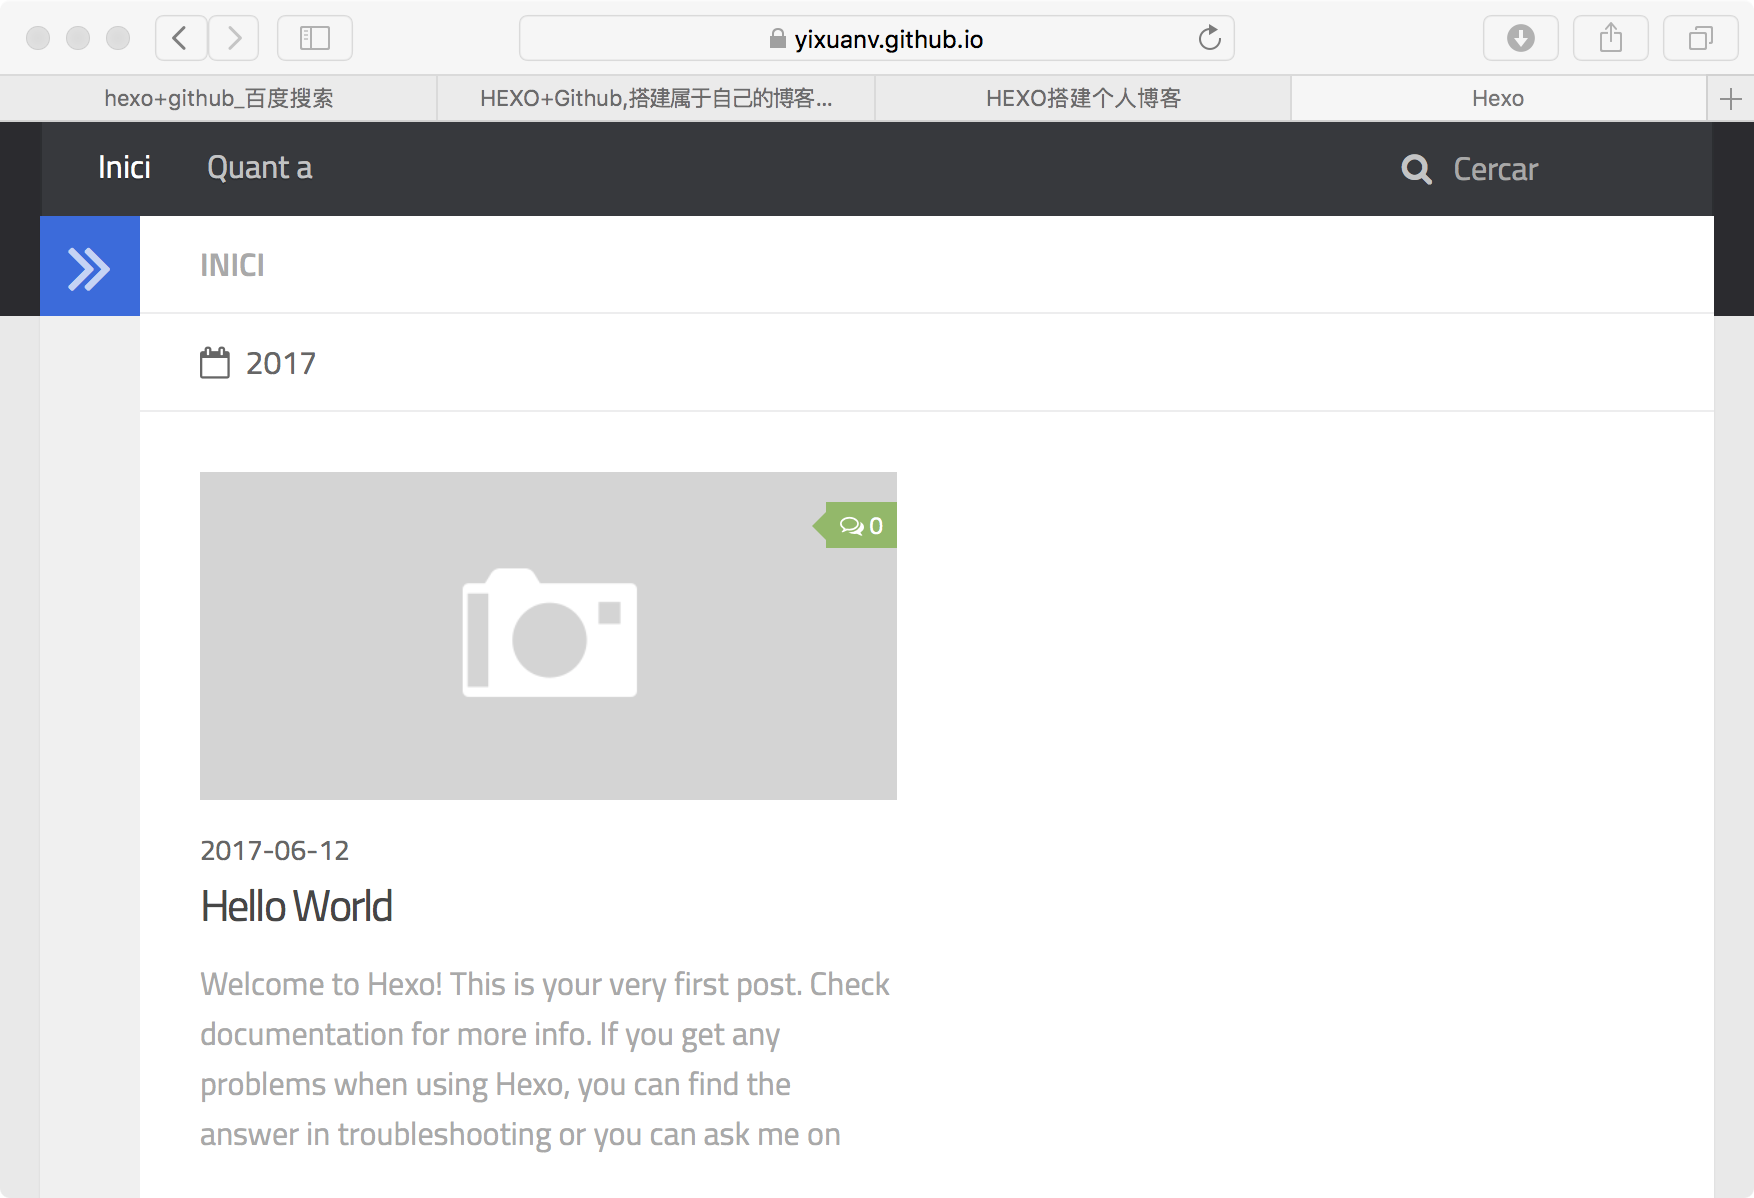 yixuanv.github.io
hexo+github_百度搜索
HEXO+Github,搭建属于自己的博客...
HEXO搭建个人博客
Hexo
Inici
Quant a
Cercar
INICI
2017
0
2017-06-12
Hello World
Welcome to Hexo! This is your very first post. Check
documentation for more info. If you get any
problems when using Hexo, you can find the
answer in troubleshooting or you can ask me on